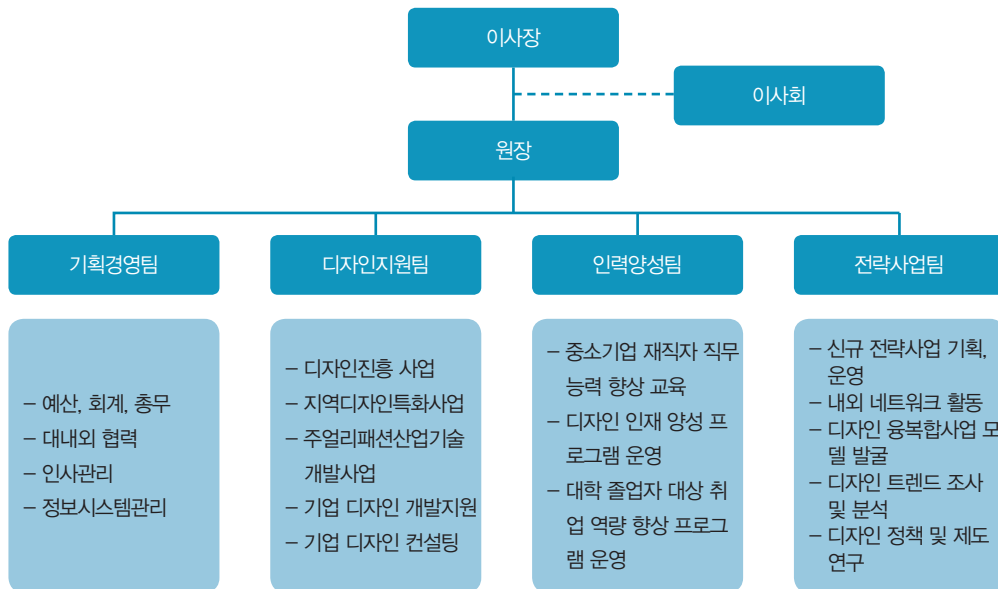 이사장
이사회
원장
기획경영팀
디자인지원팀
인력양성팀
전략사업팀
– 예산, 회계, 총무
– 대내외 협력
– 인사관리
– 정보시스템관리
– 디자인진흥 사업
– 지역디자인특화사업
– 주얼리패션산업기술
개발사업
– 기업 디자인 개발지원
– 기업 디자인 컨설팅
– 중소기업 재직자 직무
능력 향상 교육
– 디자인 인재 양성 프
로그램 운영
– 대학 졸업자 대상 취
업 역량 향상 프로그
램 운영
– 신규 전략사업 기획,
운영
– 내외 네트워크 활동
– 디자인 융복합사업 모
델 발굴
– 디자인 트렌드 조사
및 분석
– 디자인 정책 및 제도
연구